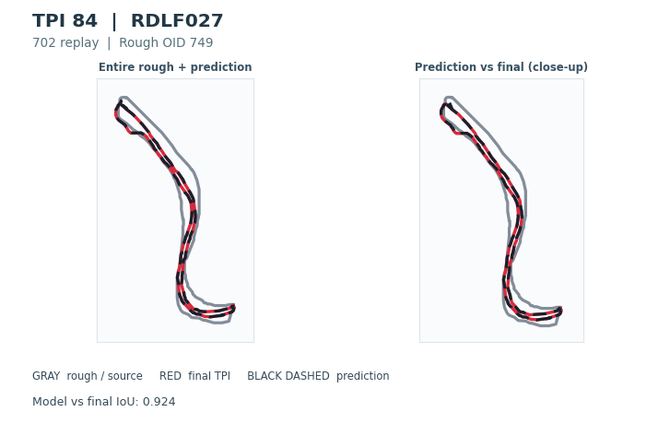 TPI 84 | RDLF027
702 replay | Rough OID 749
Entire rough + prediction
Prediction vs final (close-up)
GRAY rough / source RED final TPI BLACK DASHED prediction
Model vs final IoU: 0.924